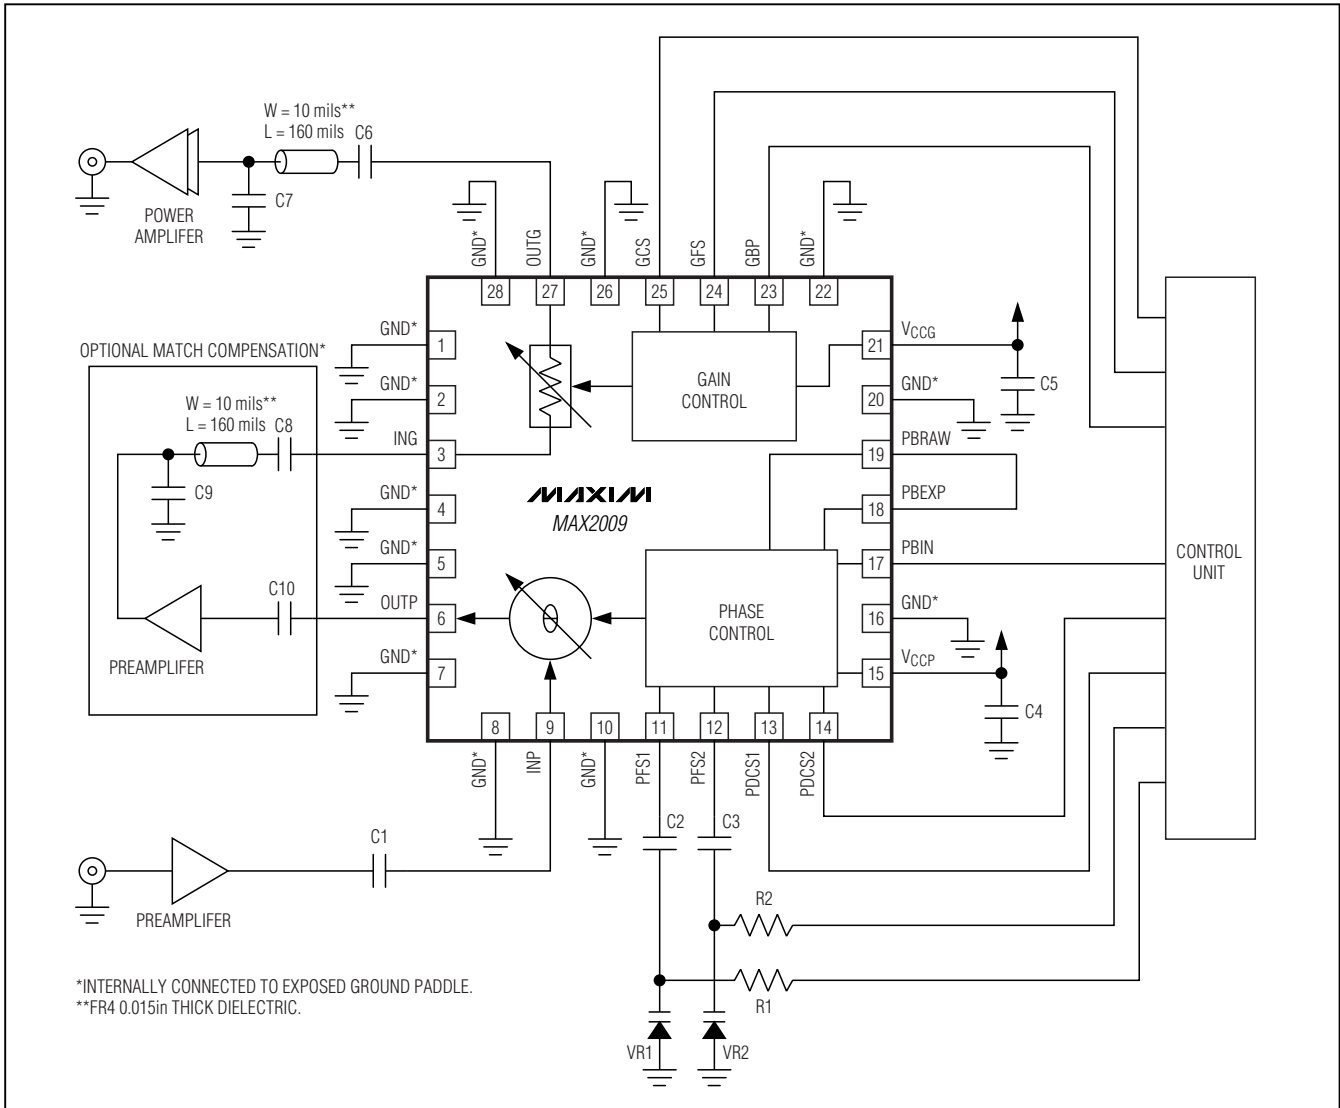 W = 10 mils**
L = 160 mils
C6
C7
POWER
AMPLIFER
GND*
OUTG
GND*
GCS
GFS
GBP
GND*
28
27
26
25
24
23
22
OPTIONAL MATCH COMPENSATION*
W = 10 mils**
L = 160 mils
C8
C9
C10
PREAMPLIFER
GND*
1
GND*
2
ING
3
GND*
4
GND*
5
OUTP
6
GND*
7
GAIN
CONTROL
MAXIM
MAX2009
PHASE
CONTROL
21
VCCG
C5
20
GND*
19
PBRAW
18
PBEXP
17
PBIN
16
GND*
15
VCCP
C4
CONTROL
UNIT
8
9
10
11
12
13
14
GND*
INP
GND*
PFS1
PFS2
PDCS1
PDCS2
C1
C2
C3
PREAMPLIFER
R2
R1
VR1
VR2
*INTERNALLY CONNECTED TO EXPOSED GROUND PADDLE.
**FR4 0.015in THICK DIELECTRIC.